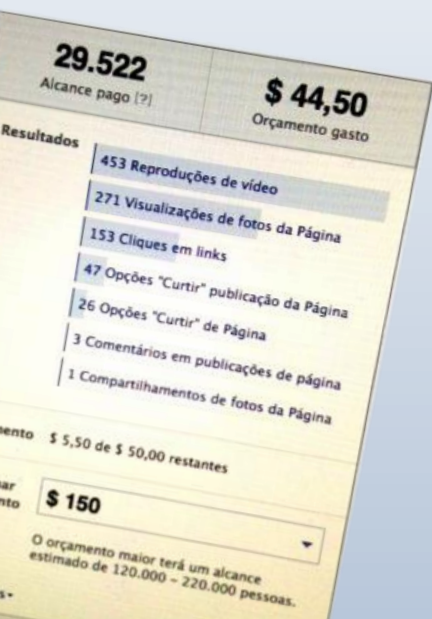 29.522
Alcance pago [?]
$ 44,50
Orçamento gasto
Resultados
453 Reproduções de vídeo
271 Visualizações de fotos da Página
153 Cliques em links
47 Opções "Curtir" publicação da Página
26 Opções "Curtir" de Página
3 Comentários em publicações de página
1 Compartilhamentos de fotos da Página
$ 5,50 de $ 50,00 restantes
$ 150
O orçamento maior terá um alcance
estimado de 120.000 – 220.000 pessoas.